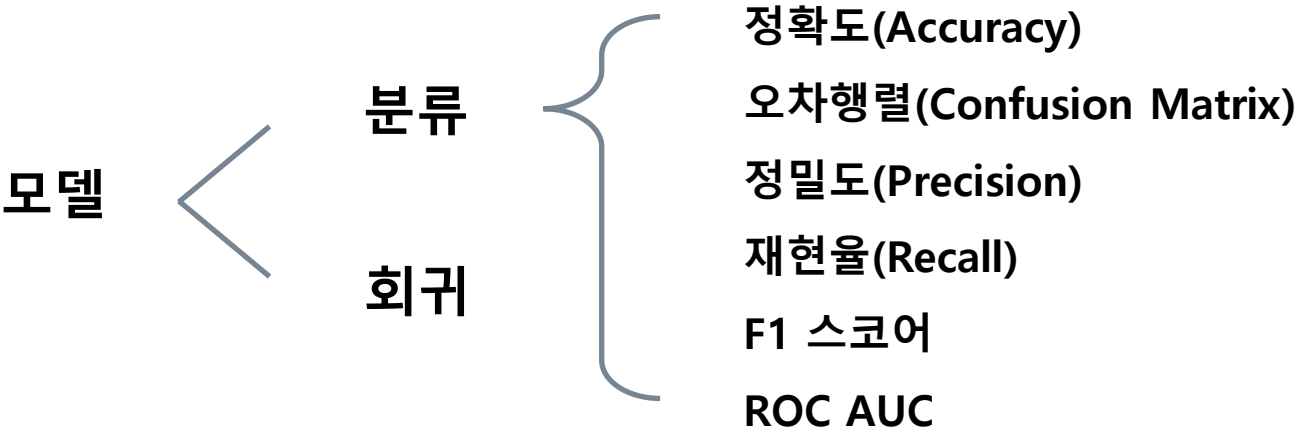 모델
분류
회귀
정확도(Accuracy)
오차행렬(Confusion Matrix)
정밀도(Precision)
재현율(Recall)
F1 스코어
ROC AUC